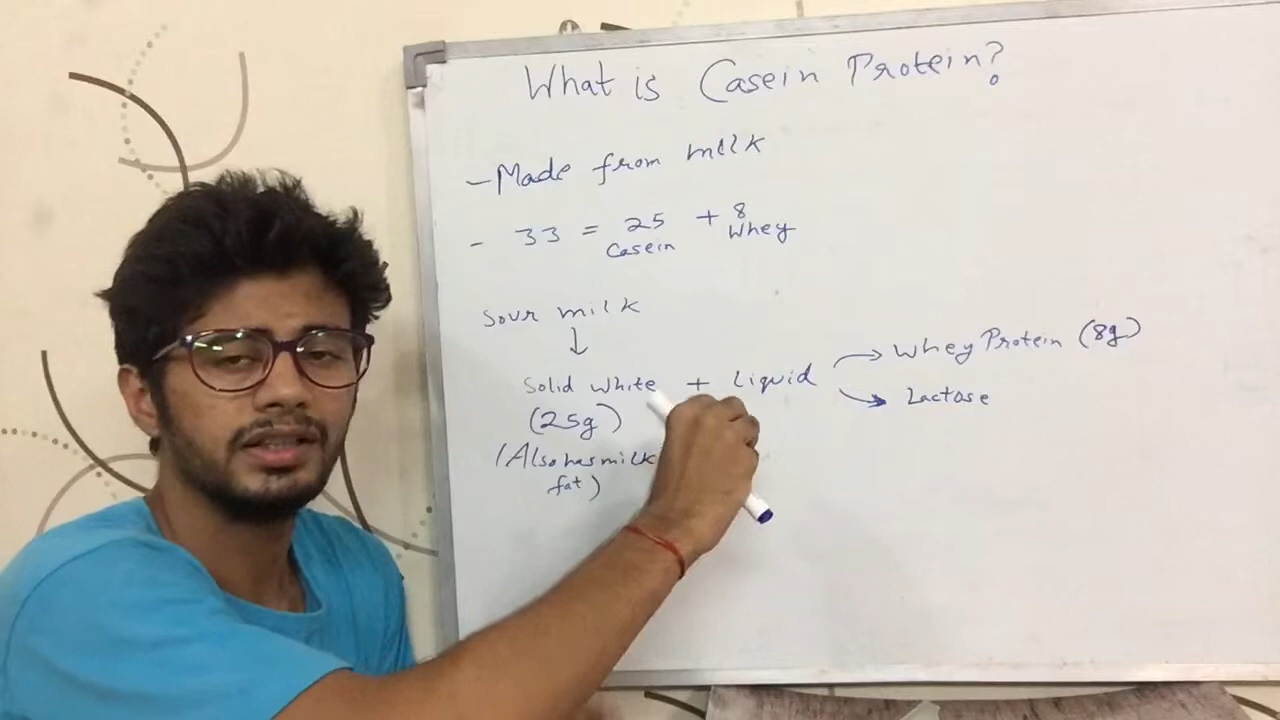 What is Casein Protein?
- Made from milk
- 33 = 25 + 8
Casein Whey
Sour milk
↓
Solid white + Liquid → Whey Protein (8g)
→ Lactose
(25g)
(Also has milk
fat)